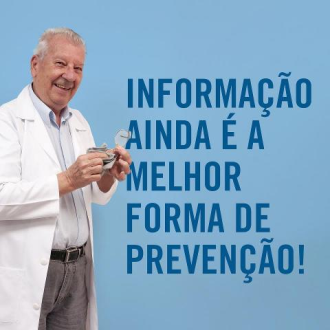 INFORMAÇÃO
AINDA É A
MELHOR
FORMA DE
PREVENÇÃO!